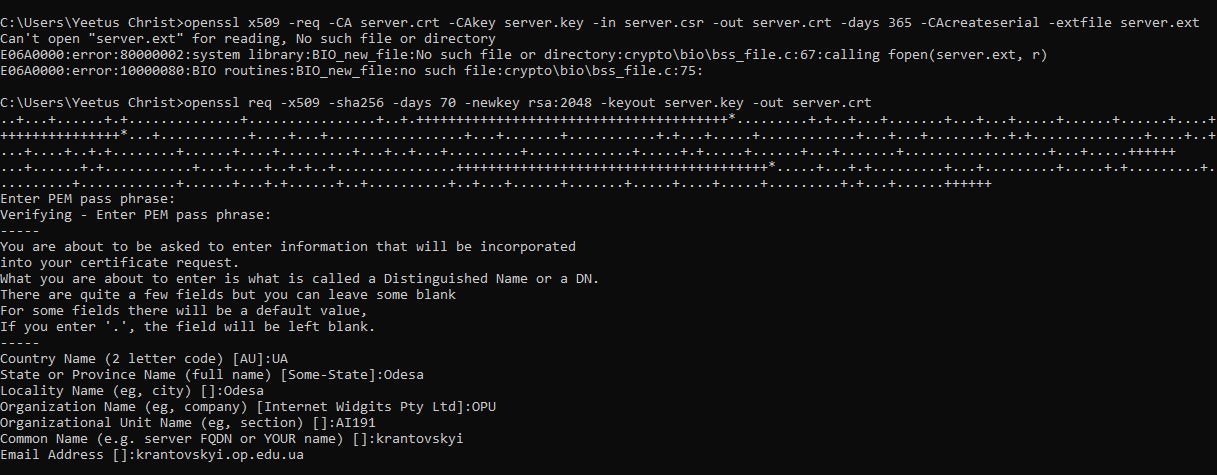 C:\Users\Yeetus Christ>openssl x509 -req -CA server.crt -CAkey server.key -in server.csr -out server.crt -days 365 -CAcreateserial -extfile server.ext
Can't open "server.ext" for reading, No such file or directory
E06A0000:error:80000002:system library:BIO_new_file:No such file or directory:crypto\bio\bss_file.c:67:calling fopen(server.ext, r)
E06A0000:error:10000080:BIO routines:BIO_new_file:no such file:crypto\bio\bss_file.c:75:
C:\Users\Yeetus Christ>openssl req -x509 -sha256 -days 70 -newkey rsa:2048 -keyout server.key -out server.crt
Enter PEM pass phrase:
Verifying - Enter PEM pass phrase:
-----
You are about to be asked to enter information that will be incorporated
into your certificate request.
What you are about to enter is what is called a Distinguished Name or a DN.
There are quite a few fields but you can leave some blank
For some fields there will be a default value,
If you enter '.', the field will be left blank.
-----
Country Name (2 letter code) [AU]:UA
State or Province Name (full name) [Some-State]:Odesa
Locality Name (eg, city) []:Odesa
Organization Name (eg, company) [Internet Widgits Pty Ltd]:OPU
Organizational Unit Name (eg, section) []:AI191
Common Name (e.g. server FQDN or YOUR name) []:krantovskyi
Email Address []:krantovskyi.op.edu.ua